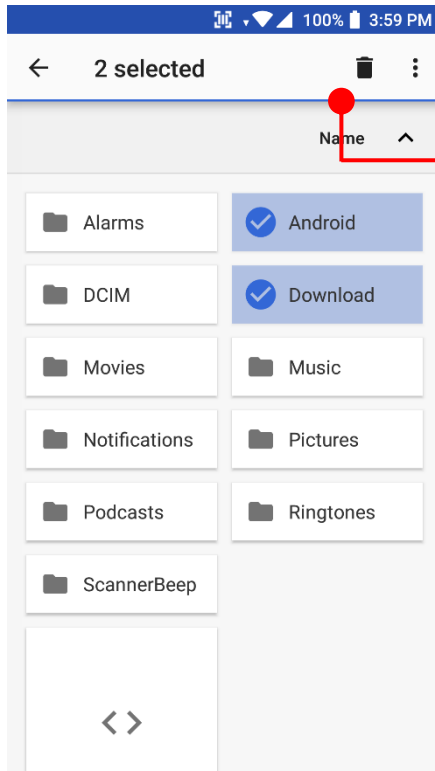 100% 3:59 PM
2 selected
Name
Alarms Android
DCIM Download
Movies Music
Notifications Pictures
Podcasts Ringtones
ScannerBeep